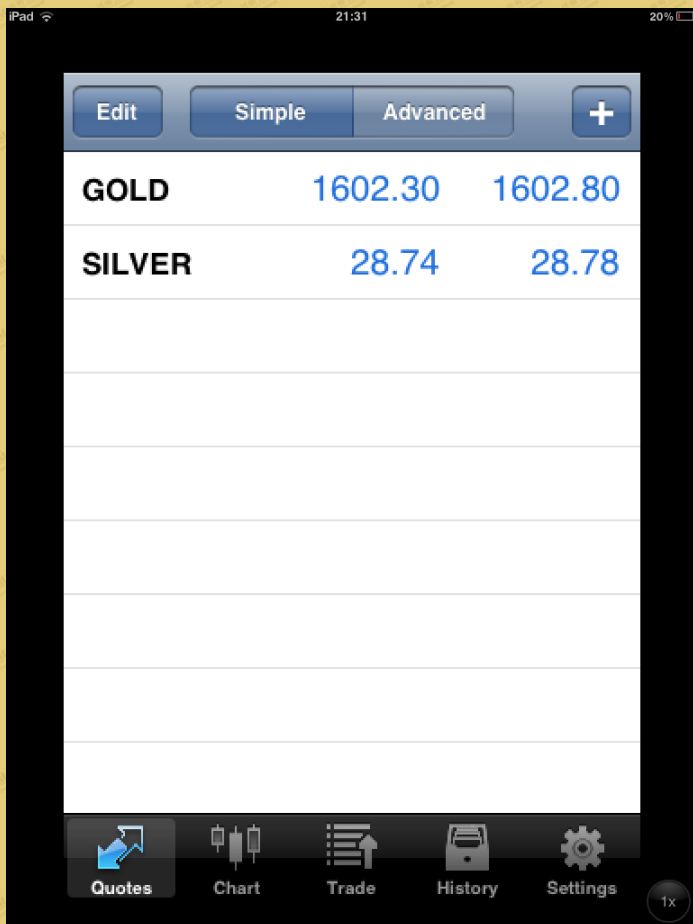 iPad 21:31 20%
Edit Simple Advanced +
GOLD 1602.30 1602.80
SILVER 28.74 28.78
Quotes Chart Trade History Settings
1x